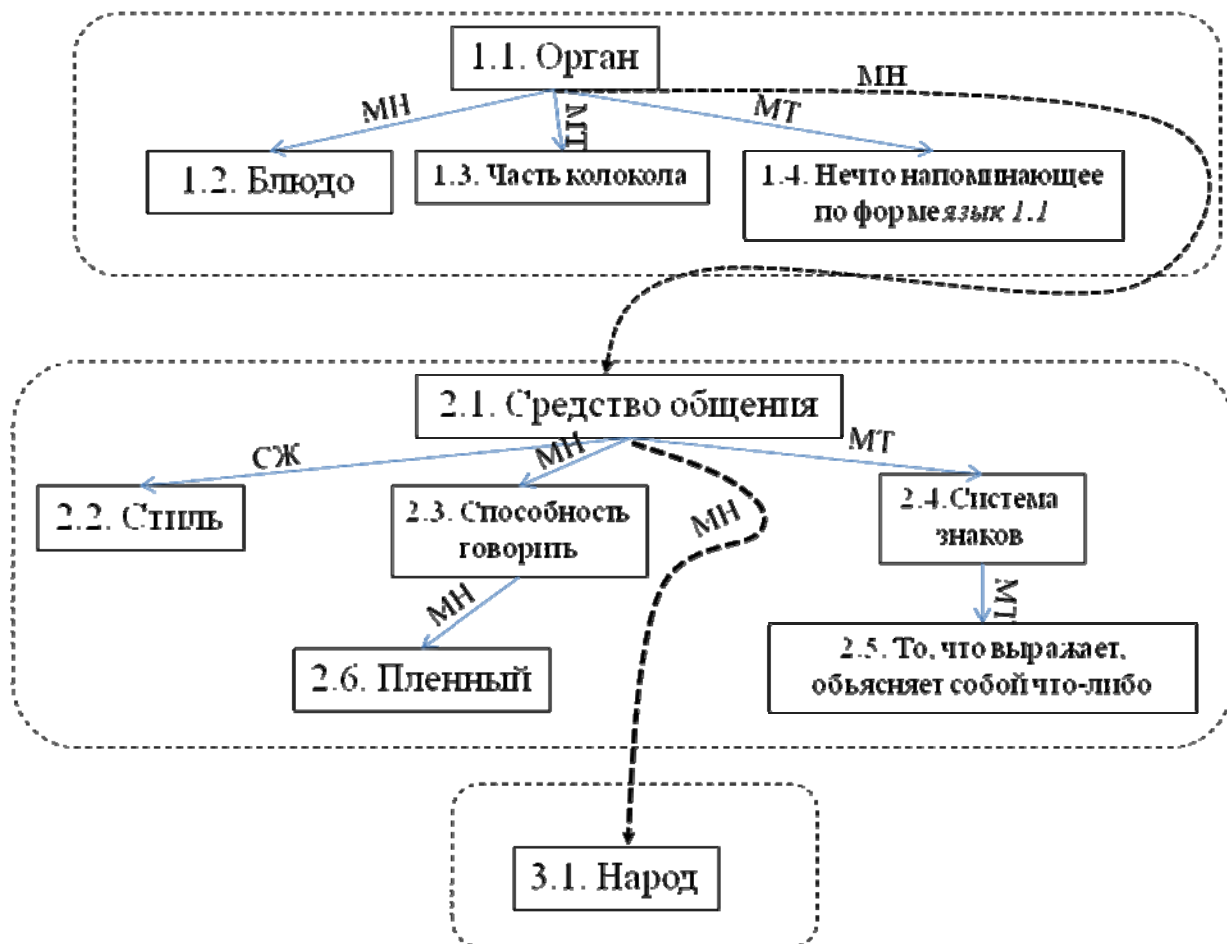 1.1. Орган
МН
МН
МТ
МТ
1.2. Блюдо
1.3. Часть колокола
1.4. Нечто напоминающее
по форме язык 1.1
2.1. Средство общения
СЖ
МН
МН
МТ
2.2. Стиль
2.3. Способность
говорить
2.4. Система
знаков
МН
МТ
2.6. Пленный
2.5. То, что выражает,
обьясняет собой что-либо
3.1. Народ